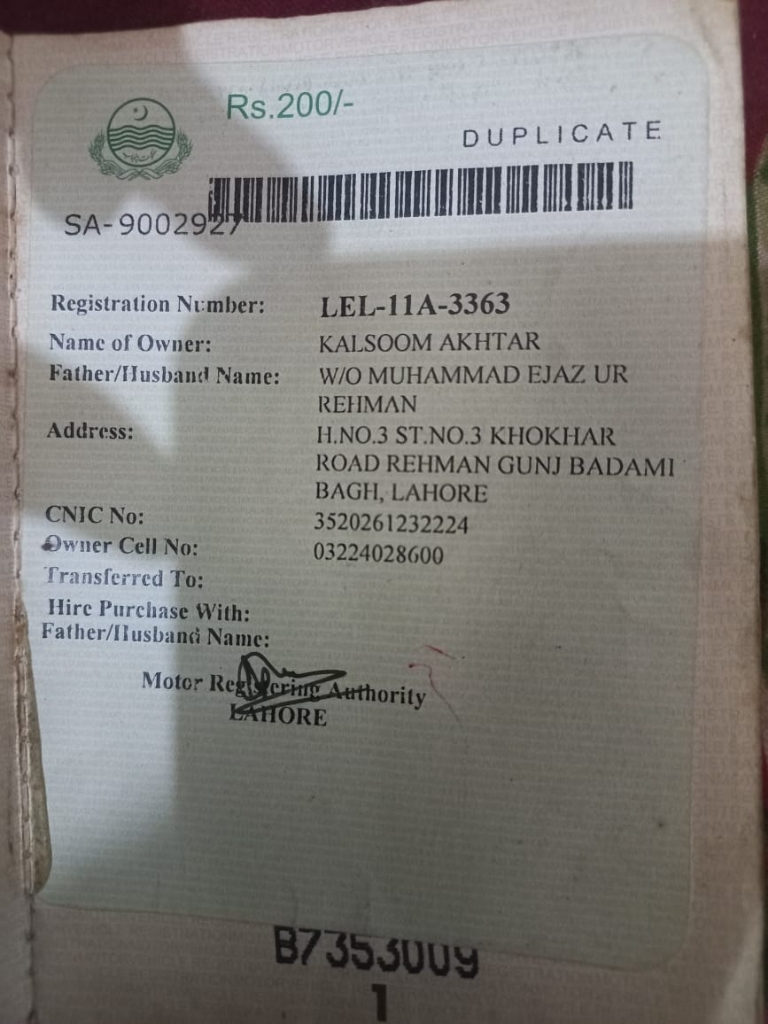 Rs.200/-
DUPLICATE
SA-9002927
Registration Number: LEL-11A-3363
Name of Owner: KALSOOM AKHTAR
Father/Husband Name: W/O MUHAMMAD EJAZ UR
REHMAN
Address: H.NO.3 ST.NO.3 KHOKHAR
ROAD REHMAN GUNJ BADAMI
BAGH, LAHORE
CNIC No: 3520261232224
Owner Cell No: 03224028600
Transferred To:
Hire Purchase With:
Father/Husband Name:
Motor Registering Authority
LAHORE
B7353009
1